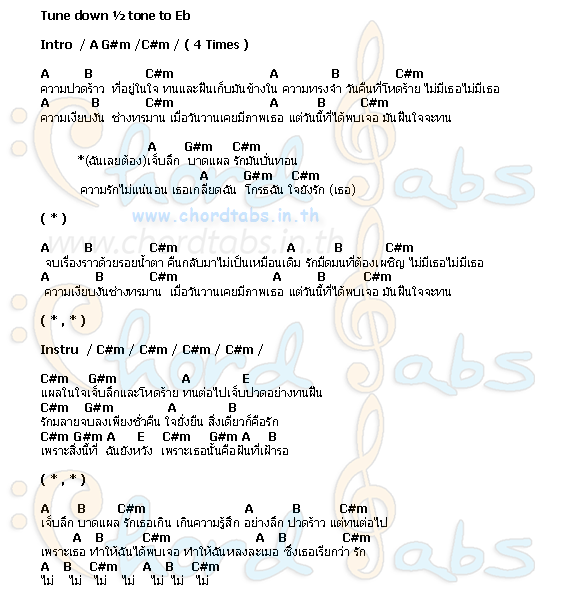 Tune down ½ tone to Eb
Intro / A G#m /C#m / ( 4 Times )
A B C#m A B C#m
ความปวดร้าว ที่อยู่ในใจ ทนและฝืนเก็บมันข้างใน ความทรงจำ วันคืนที่โหดร้าย ไม่มีเธอไม่มีเธอ
A B C#m A B C#m
ความเงียบงัน ช่างทรมาน เมื่อวันวานเคยมีภาพเธอ แต่วันนี้ที่ได้พบเจอ มันฝืนใจจะทน
A G#m C#m
*(ฉันเลยต้อง)เจ็บลึก บาดแผล รักมันบั่นทอน
A G#m C#m
ความรักไม่แน่นอน เธอเกลียดฉัน โกรธฉัน ใจยังรัก (เธอ)
( * )
www.chordtabs.in.th
www.chordtabs.in.th
A B C#m A B C#m
จบเรื่องราวด้วยรอยน้ำตา คืนกลับมาไม่เป็นเหมือนเดิม รักมืดมนที่ต้องเผชิญ ไม่มีเธอไม่มีเธอ
A B C#m A B C#m
ความเงียบงันช่างทรมาน เมื่อวันวานเคยมีภาพเธอ แต่วันนี้ที่ได้พบเจอ มันฝืนใจจะทน
( * , * )
Instru / C#m / C#m / C#m / C#m /
C#m G#m A E
แผลในใจเจ็บลึกและโหดร้าย ทนต่อไปเจ็บปวดอย่างทนฝืน
C#m G#m A B
รักมลายจบลงเพียงชั่วคืน ใจยั่งยืน สิ่งเดียวก็คือรัก
C#m G#m A E C#m G#m A B
เพราะสิ่งนี้ที่ ฉันยังหวัง เพราะเธอนั้นคือฝันที่เฝ้ารอ
( * , * )
A B C#m A B C#m
เจ็บลึก บาดแผล รักเธอเกิน เกินความรู้สึก อย่างลึก ปวดร้าว แต่ทนต่อไป
A B C#m A B C#m
เพราะเธอ ทำให้ฉันได้พบเจอ ทำให้ฉันหลงละเมอ ซึ่งเธอเรียกว่า รัก
A B C#m A B C#m
ไม่ ไม่ ไม่ ไม่ ไม่ ไม่ ไม่
Chord Tabs
Chord Tabs